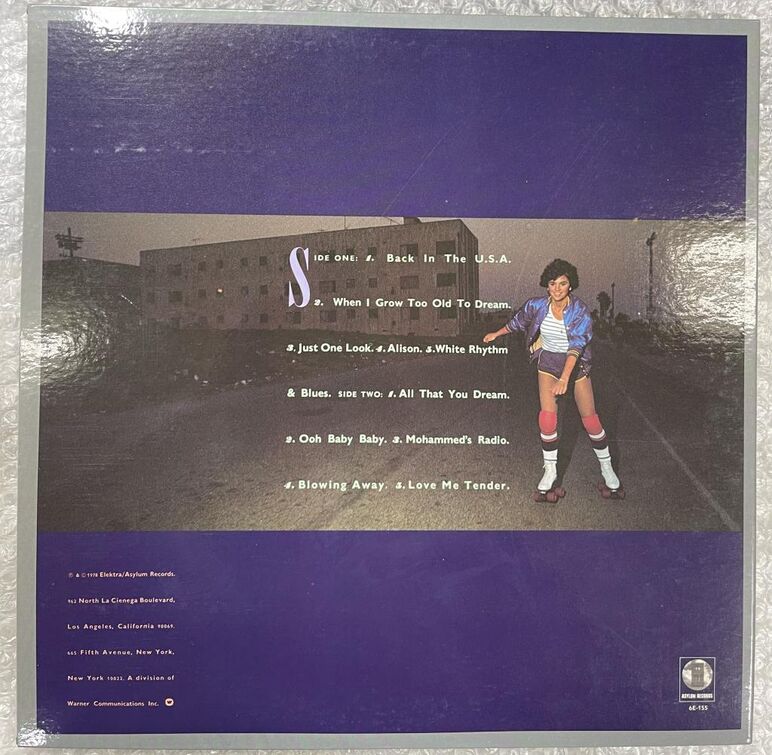 SIDE ONE: 1. Back In The U.S.A.
2. When I Grow Too Old To Dream.
3. Just One Look. 4. Alison. 5. White Rhythm
& Blues. SIDE TWO: 1. All That You Dream.
2. Ooh Baby Baby. 3. Mohammed's Radio.
4. Blowing Away. 5. Love Me Tender.
℗ & © 1978 Elektra/Asylum Records.
962 North La Cienega Boulevard,
Los Angeles, California 90069.
665 Fifth Avenue, New York,
New York 10022. A division of
Warner Communications Inc.
ASYLUM RECORDS
6E-155